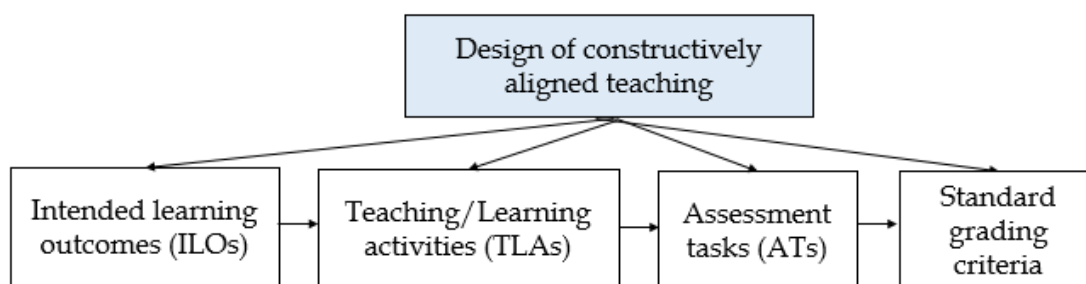 Design of constructively
aligned teaching
Intended learning
outcomes (ILOs)
Teaching/Learning
activities (TLAs)
Assessment
tasks (ATs)
Standard
grading
criteria